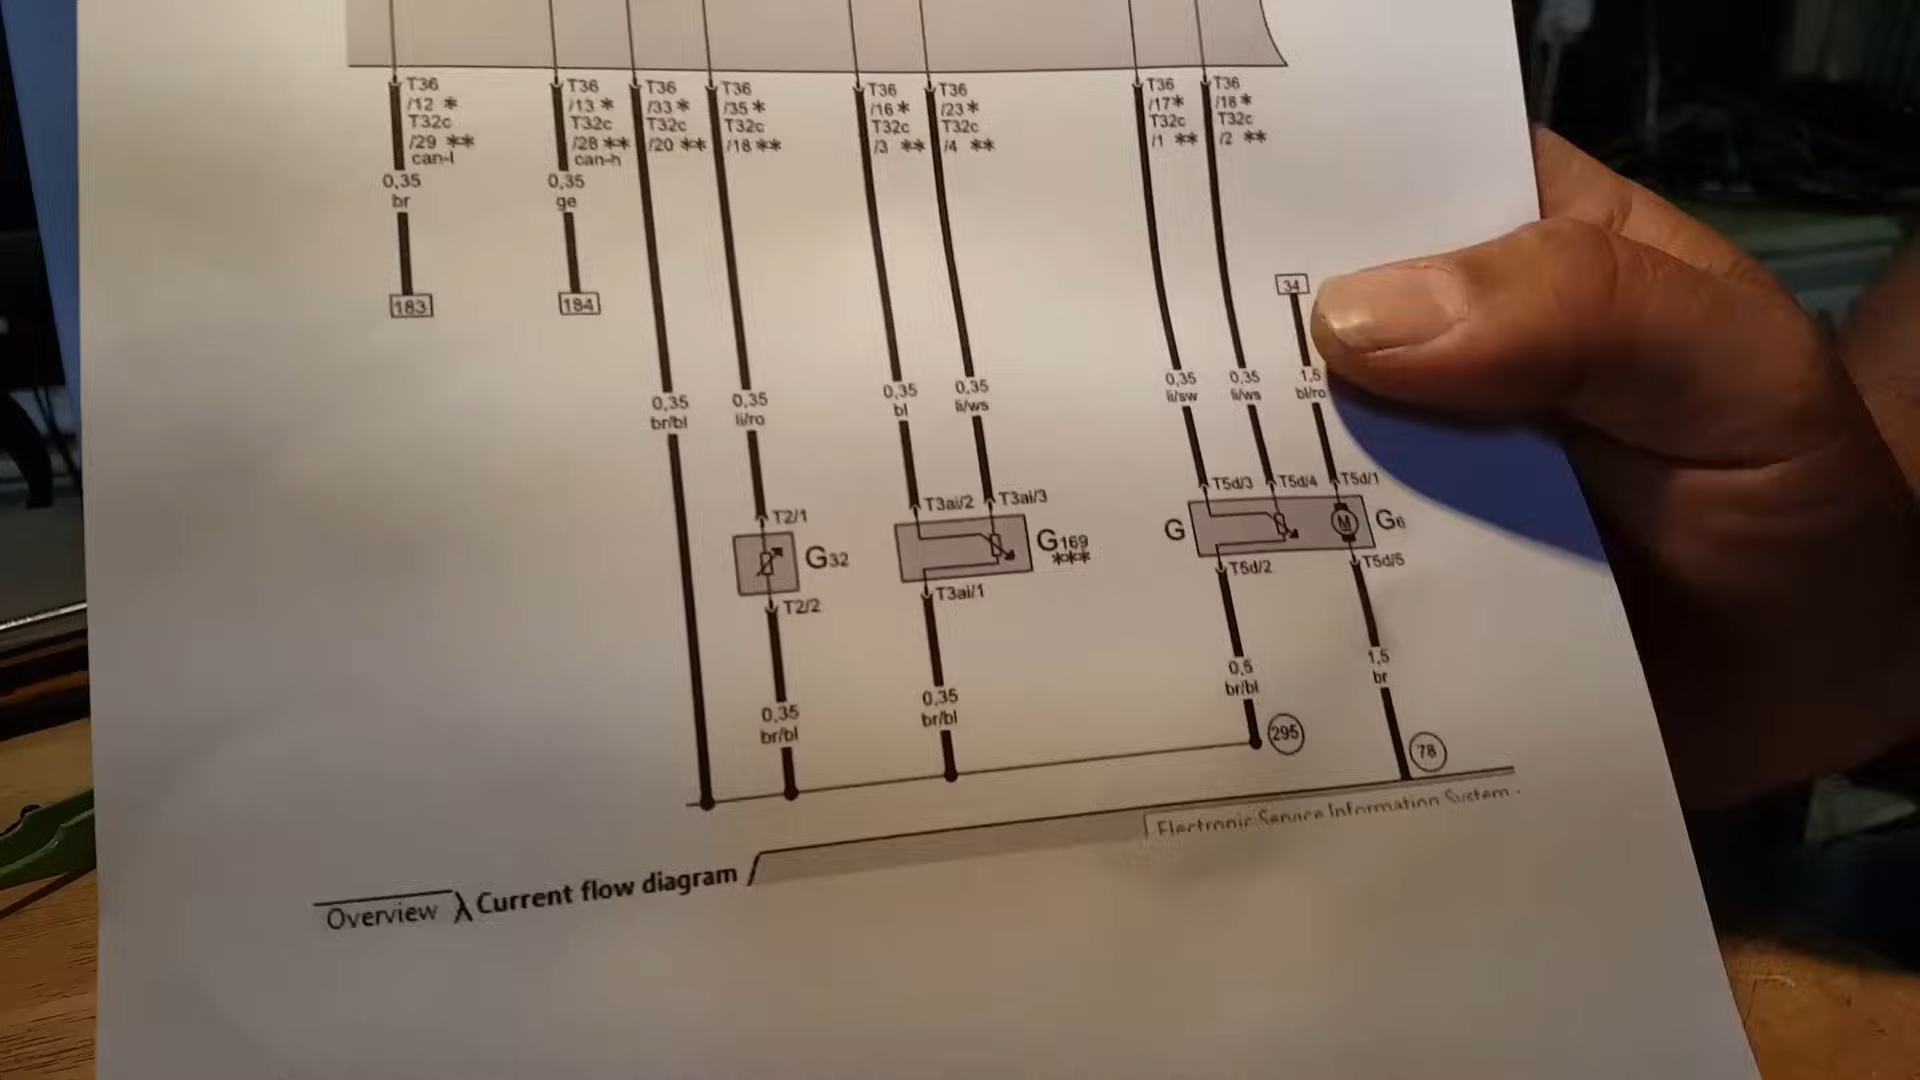 T36
/12 *
T32c
/29 **
can-l
0,35
br
183
T36
/13 *
T32c
/28 **
can-h
0,35
ge
184
T36
/33 *
T32c
/20 **
0,35
br/bl
T36
/35 *
T32c
/18 **
0,35
li/ro
T2/1
G32
T2/2
0,35
br/bl
T36
/16 *
T32c
/3 **
0,35
bl
T3ai/2
T36
/23 *
T32c
/4 **
0,35
li/ws
T3ai/3
G169
***
T3ai/1
0,35
br/bl
T36
/17 *
T32c
/1 **
0,35
li/sw
T5d/3
T36
/18 *
T32c
/2 **
0,35
li/ws
T5d/4
34
1,5
bl/ro
T5d/1
G
M
G6
T5d/2
0,5
br/bl
295
T5d/5
1,5
br
78
Electronic Service Information System
Overview
Current flow diagram